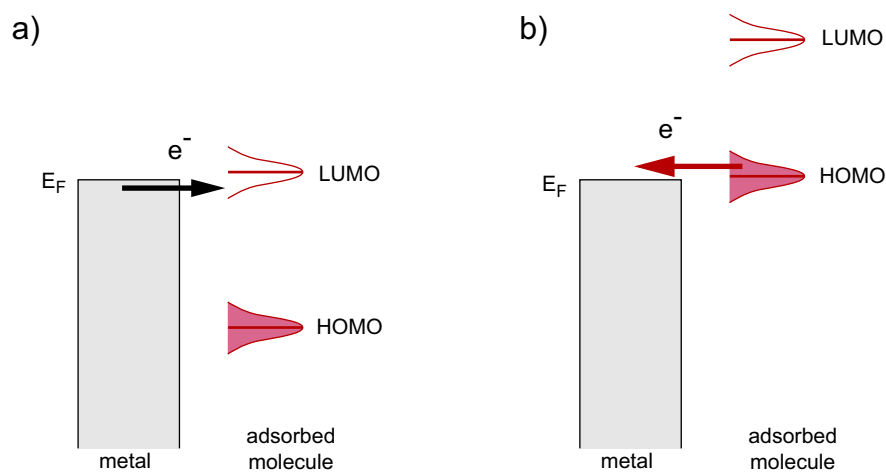 a)
e-
EF
LUMO
HOMO
metal
adsorbed
molecule
b)
LUMO
e-
EF
HOMO
metal
adsorbed
molecule